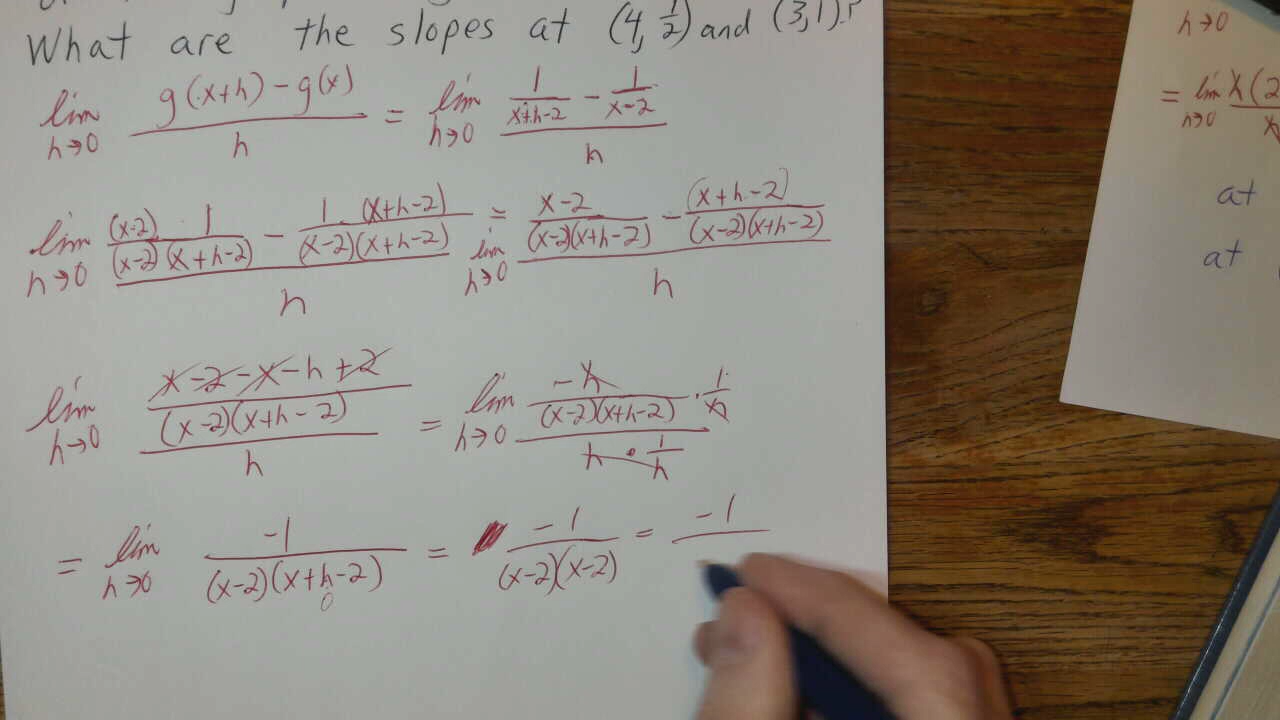 What are the slopes at (4, 1/2) and (3,1)?
lim h→0 (g(x+h) - g(x))/h = lim h→0 (1/(x+h-2) - 1/(x-2))/h
lim h→0 ((x-2)/(x-2) 1/(x+h-2) - 1/(x-2) (x+h-2)/(x+h-2))/h = lim h→0 ((x-2)/((x-2)(x+h-2)) - (x+h-2)/((x-2)(x+h-2)))/h
lim h→0 ((x-2-x-h+2)/((x-2)(x+h-2)))/h = lim h→0 (-h/((x-2)(x+h-2)) · 1/h)/(h · 1/h)
= lim h→0 -1/((x-2)(x+h-2)) = -1/((x-2)(x-2)) = -1
0
h→0
= lim h→0 h(2
at
at